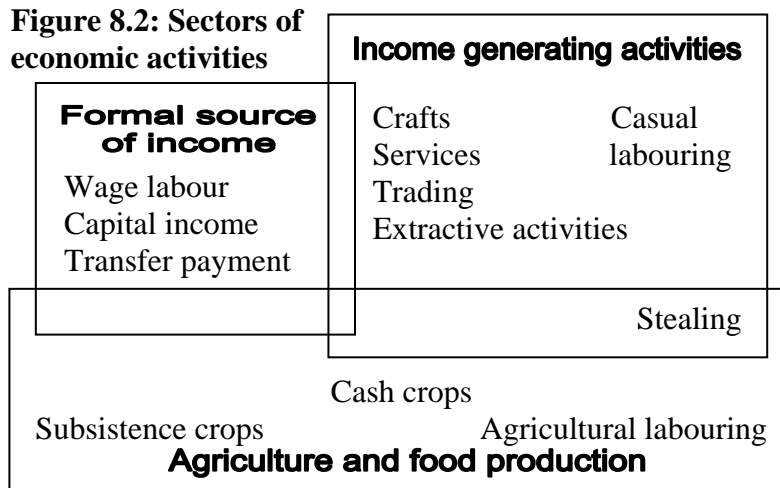 Figure 8.2: Sectors of
economic activities
Income generating activities
Formal source
of income
Wage labour
Capital income
Transfer payment
Crafts Casual
Services labouring
Trading
Extractive activities
Stealing
Cash crops
Subsistence crops Agricultural labouring
Agriculture and food production